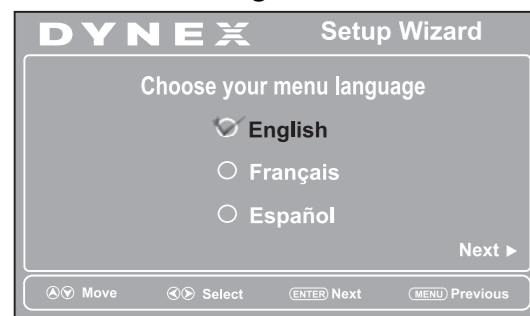 DYNEX Setup Wizard
Choose your menu language
English
Français
Español
Next ▶
Move Select ENTER Next MENU Previous